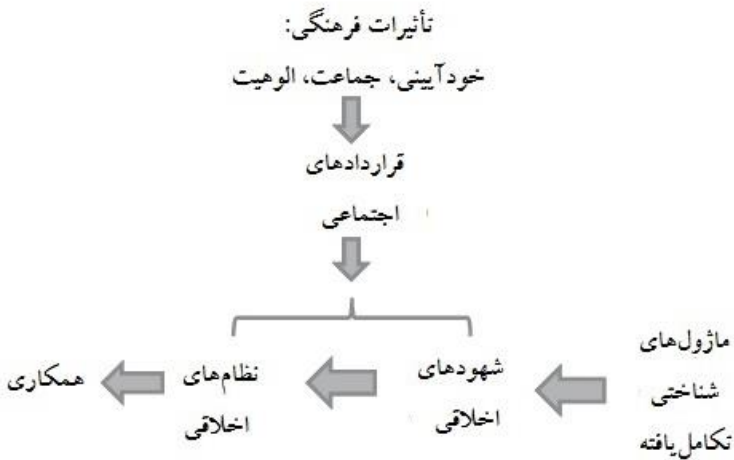 تأثیرات فرهنگی:
خودآیینی، جماعت، الوهیت
قراردادهای
اجتماعی
ماژول‌های
شناختی
تکامل‌یافته
شهودهای
اخلاقی
نظام‌های
اخلاقی
همکاری